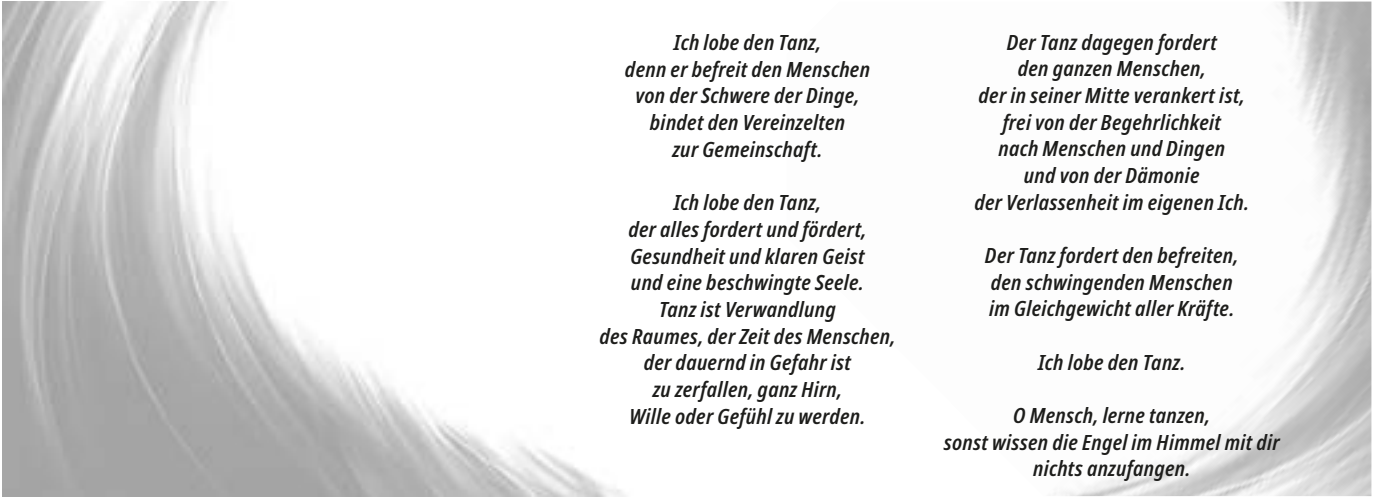 Ich lobe den Tanz,
denn er befreit den Menschen
von der Schwere der Dinge,
bindet den Vereinzelten
zur Gemeinschaft.

Ich lobe den Tanz,
der alles fordert und fördert,
Gesundheit und klaren Geist
und eine beschwingte Seele.
Tanz ist Verwandlung
des Raumes, der Zeit des Menschen,
der dauernd in Gefahr ist
zu zerfallen, ganz Hirn,
Wille oder Gefühl zu werden.

Der Tanz dagegen fordert
den ganzen Menschen,
der in seiner Mitte verankert ist,
frei von der Begehrlichkeit
nach Menschen und Dingen
und von der Dämonie
der Verlassenheit im eigenen Ich.

Der Tanz fordert den befreiten,
den schwingenden Menschen
im Gleichgewicht aller Kräfte.

Ich lobe den Tanz.

O Mensch, lerne tanzen,
sonst wissen die Engel im Himmel mit dir
nichts anzufangen.